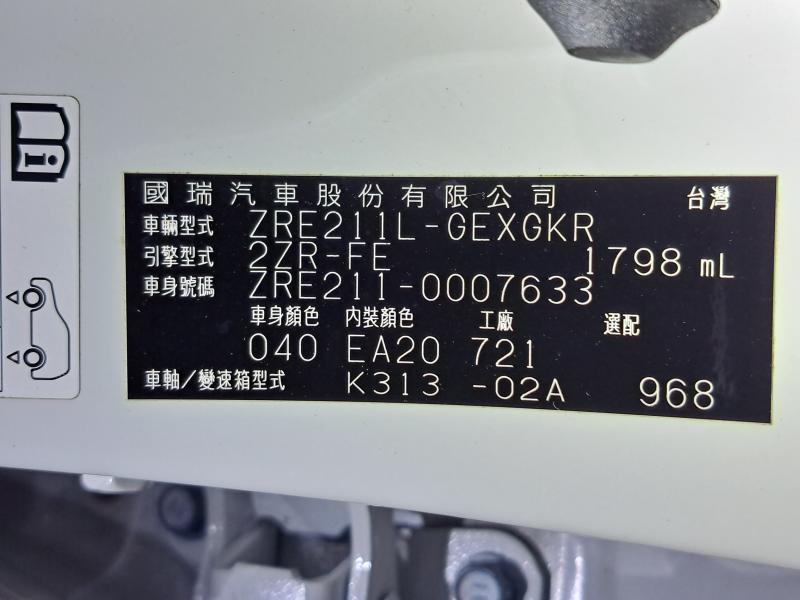 國瑞汽車股份有限公司 台灣
車輛型式 ZRE211L-GEXGKR
引擎型式 2ZR-FE 1798 mL
車身號碼 ZRE211-0007633
車身顏色 內裝顏色 工廠 選配
040 EA20 721
車軸/變速箱型式 K313 -02A 968